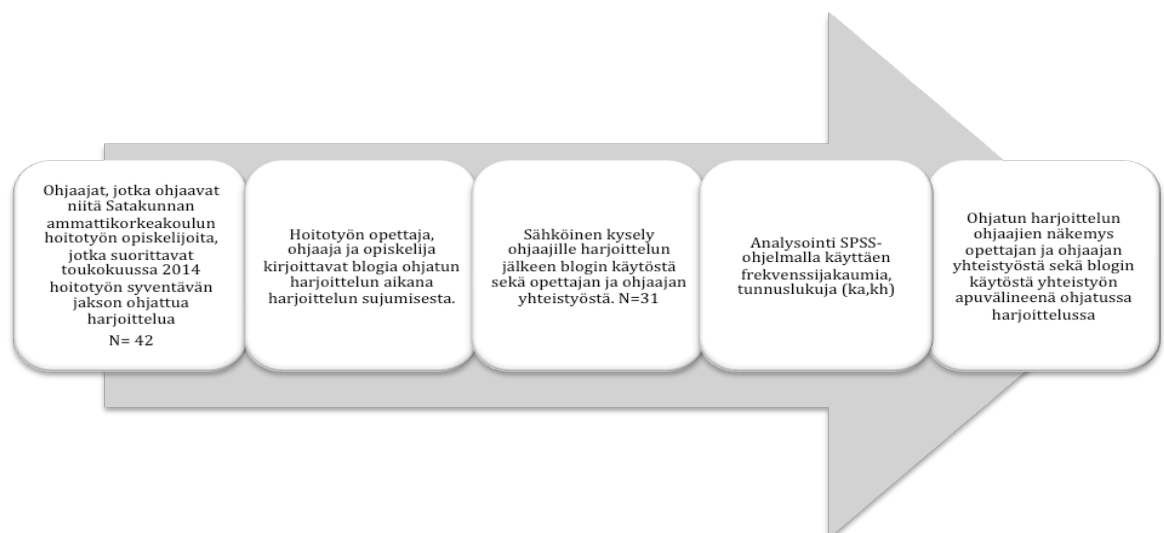 Ohjaajat, jotka ohjaavat
niitä Satakunnan
ammattikorkeakoulun
hoitotyön opiskelijoita,
jotka suorittavat
toukokuussa 2014
hoitotyön syventävän
jakson ohjattua
harjoittelua
N= 42
Hoitotyön opettaja,
ohjaaja ja opiskelija
kirjoittavat blogia ohjatun
harjoittelun aikana
harjoittelun sujumisesta.
Sähköinen kysely
ohjaajille harjoittelun
jälkeen blogin käytöstä
sekä opettajan ja ohjaajan
yhteistyöstä. N=31
Analysointi SPSS-
ohjelmalla käyttäen
frekvenssijakaumia,
tunnuslukuja (ka,kh)
Ohjatun harjoittelun
ohjaajien näkemys
opettajan ja ohjaajan
yhteistyöstä sekä blogin
käytöstä yhteistyön
apuvälineenä ohjatussa
harjoittelussa